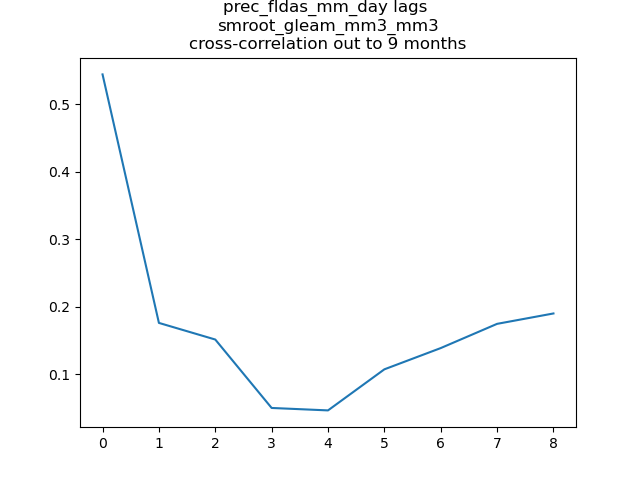 prec_fldas_mm_day lags
smroot_gleam_mm3_mm3
cross-correlation out to 9 months
0.5
0.4
0.3
0.2
0.1
0 1 2 3 4 5 6 7 8